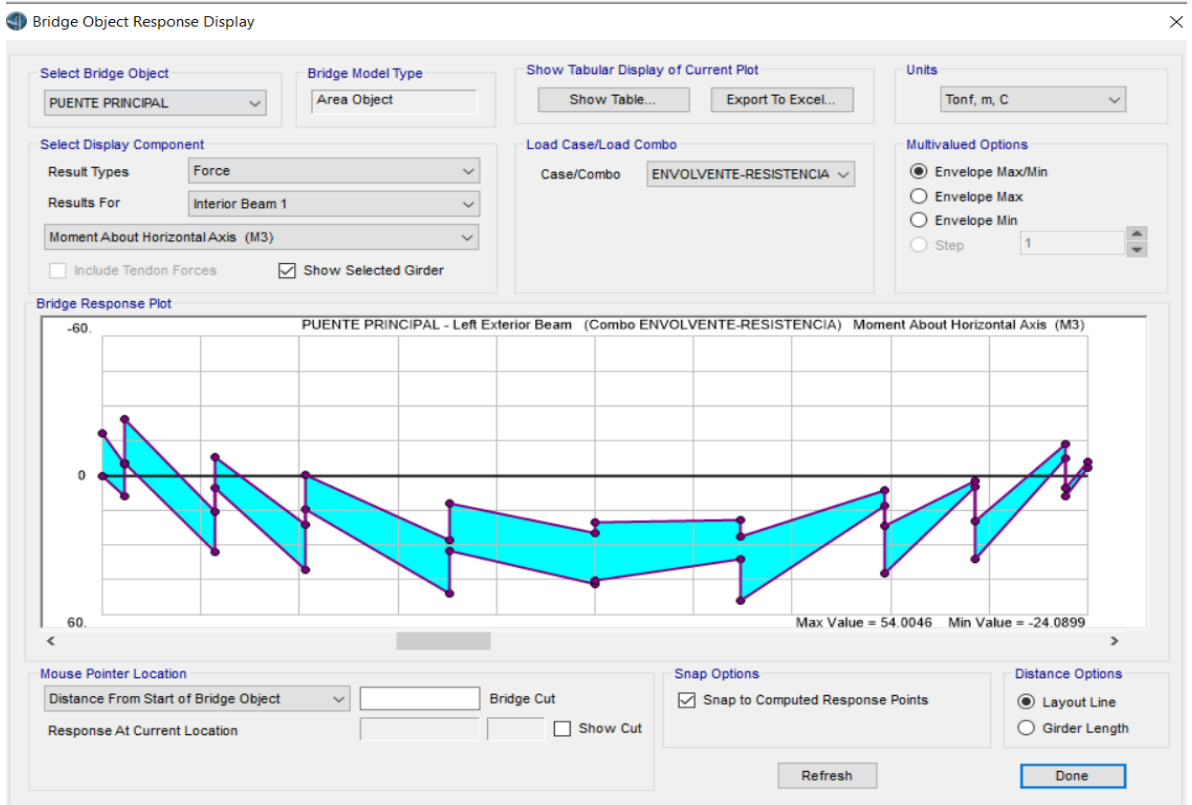 Bridge Object Response Display
Select Bridge Object
PUENTE PRINCIPAL
Bridge Model Type
Area Object
Show Tabular Display of Current Plot
Show Table...
Export To Excel...
Units
Tonf, m, C
Select Display Component
Result Types
Force
Results For
Interior Beam 1
Moment About Horizontal Axis (M3)
Include Tendon Forces
Show Selected Girder
Load Case/Load Combo
Case/Combo
ENVOLVENTE-RESISTENCIA
Multivalued Options
Envelope Max/Min
Envelope Max
Envelope Min
Step
1
Bridge Response Plot
-60.
PUENTE PRINCIPAL - Left Exterior Beam (Combo ENVOLVENTE-RESISTENCIA) Moment About Horizontal Axis (M3)
0
60.
Max Value = 54.0046 Min Value = -24.0899
Mouse Pointer Location
Distance From Start of Bridge Object
Bridge Cut
Response At Current Location
Show Cut
Snap Options
Snap to Computed Response Points
Distance Options
Layout Line
Girder Length
Refresh
Done